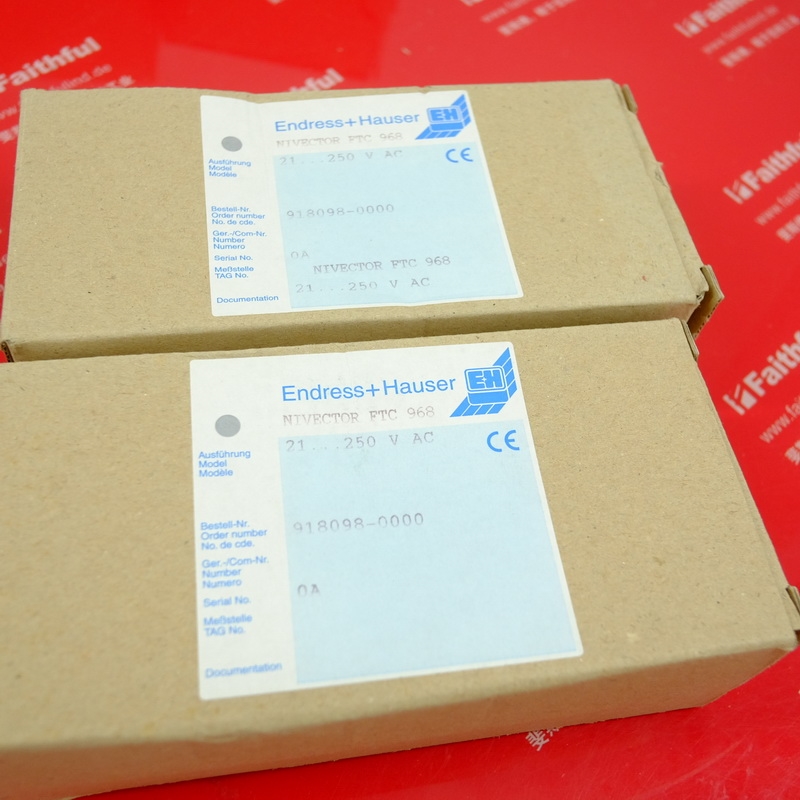 Faithful
Faithful
Faithful
Endress+Hauser
EH
NIVECTOR FTC 968
21...250 V AC
CE
Ausführung
Model
Modèle
Bestell-Nr.
Order number
No. de cde.
918098-0000
Ger.-/Com-Nr.
Number
Numero
Serial No.
0A
Meßstelle
TAG No.
NIVECTOR FTC 968
21...250 V AC
Documentation
Faithful
Faithful
Endress+Hauser
EH
NIVECTOR FTC 968
21...250 V AC
CE
Ausführung
Model
Modèle
Bestell-Nr.
Order number
No. de cde.
918098-0000
Ger.-/Com-Nr.
Number
Numero
Serial No.
0A
Meßstelle
TAG No.
Documentation